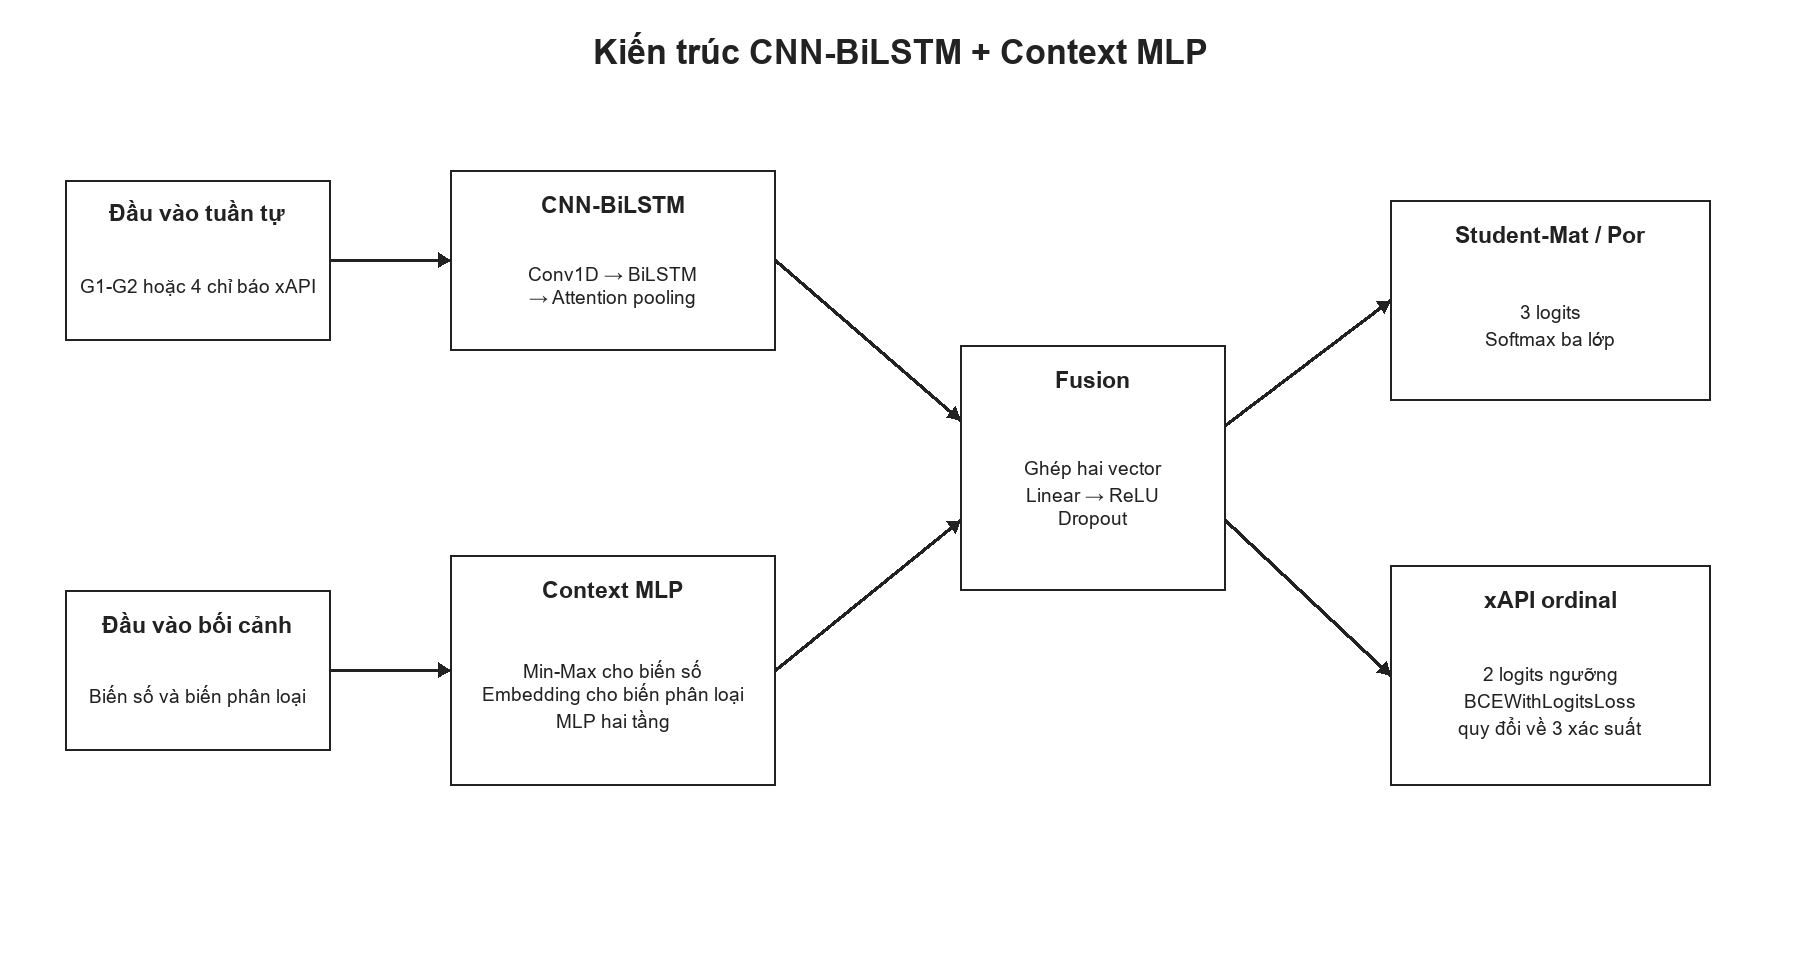 Kiến trúc CNN-BiLSTM + Context MLP
Đầu vào tuần tự
G1-G2 hoặc 4 chỉ báo xAPI
CNN-BiLSTM
Conv1D → BiLSTM
→ Attention pooling
Đầu vào bối cảnh
Biến số và biến phân loại
Context MLP
Min-Max cho biến số
Embedding cho biến phân loại
MLP hai tầng
Fusion
Ghép hai vector
Linear → ReLU
Dropout
Student-Mat / Por
3 logits
Softmax ba lớp
xAPI ordinal
2 logits ngưỡng
BCEWithLogitsLoss
quy đổi về 3 xác suất